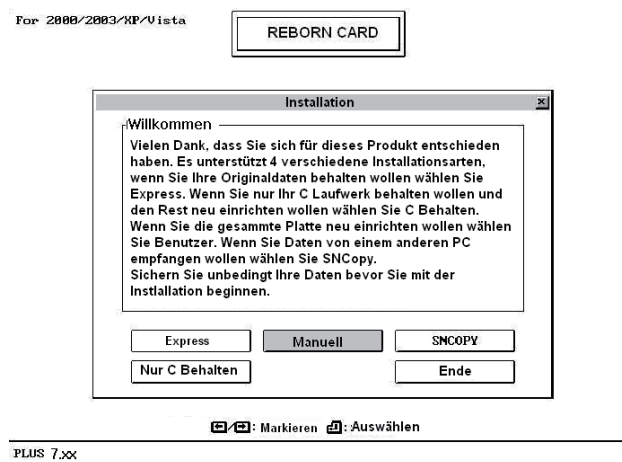 For 2000/2003/XP/Vista
REBORN CARD
Installation
Willkommen
Vielen Dank, dass Sie sich für dieses Produkt entschieden
haben. Es unterstützt 4 verschiedene Installationsarten,
wenn Sie Ihre Originaldaten behalten wollen wählen Sie
Express. Wenn Sie nur Ihr C Laufwerk behalten wollen und
den Rest neu einrichten wollen wählen Sie C Behalten.
Wenn Sie die gesammte Platte neu einrichten wollen wählen
Sie Benutzer. Wenn Sie Daten von einem anderen PC
empfangen wollen wählen Sie SNCopy.
Sichern Sie unbedingt Ihre Daten bevor Sie mit der
Instlallation beginnen.
Express Manuell SNCOPY
Nur C Behalten Ende
: Markieren : Auswählen
PLUS 7.xx